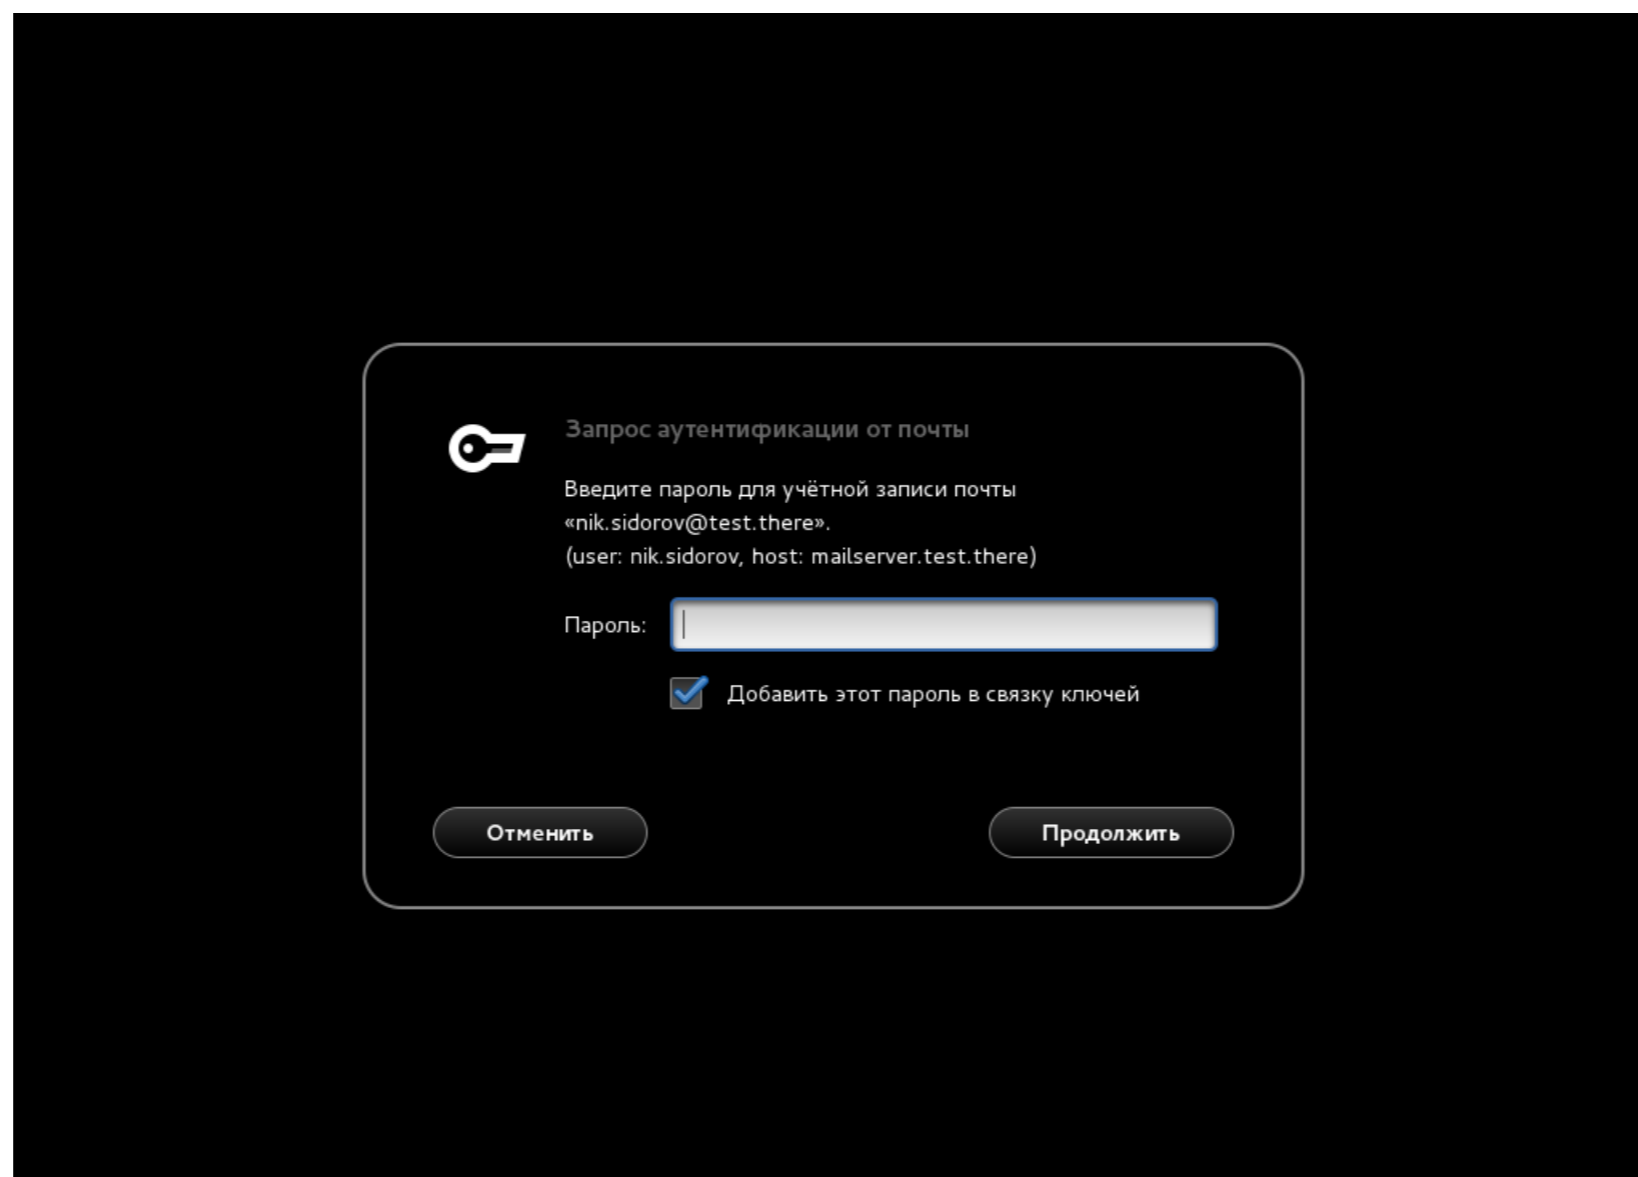 Запрос аутентификации от почты
Введите пароль для учётной записи почты
«nik.sidorov@test.there».
(user: nik.sidorov, host: mailserver.test.there)
Пароль:
Добавить этот пароль в связку ключей
Отменить
Продолжить